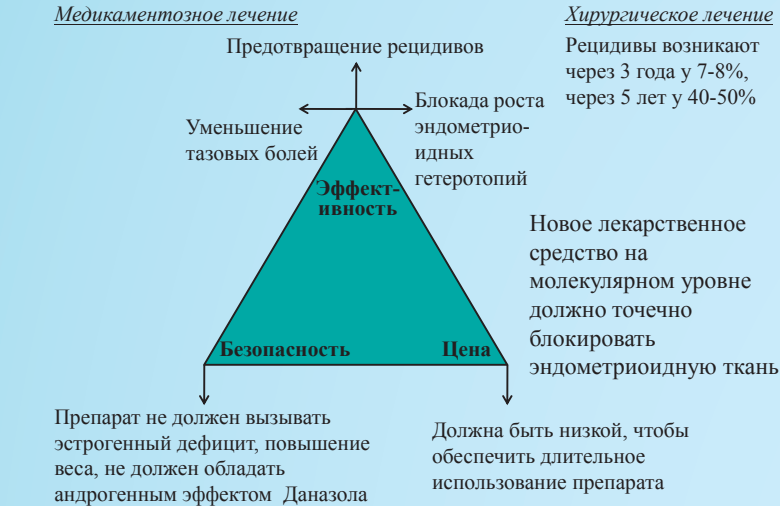 Медикаментозное лечение
Хирургическое лечение
Предотвращение рецидивов
Рецидивы возникают
через 3 года у 7-8%,
через 5 лет у 40-50%
Уменьшение
тазовых болей
Блокада роста
эндометрио-
идных
гетеротопий
Эффект-
ивность
Новое лекарственное
средство на
молекулярном уровне
должно точечно
блокировать
эндометриоидную ткань
Безопасность
Цена
Препарат не должен вызывать
эстрогенный дефицит, повышение
веса, не должен обладать
андрогенным эффектом Даназола
Должна быть низкой, чтобы
обеспечить длительное
использование препарата